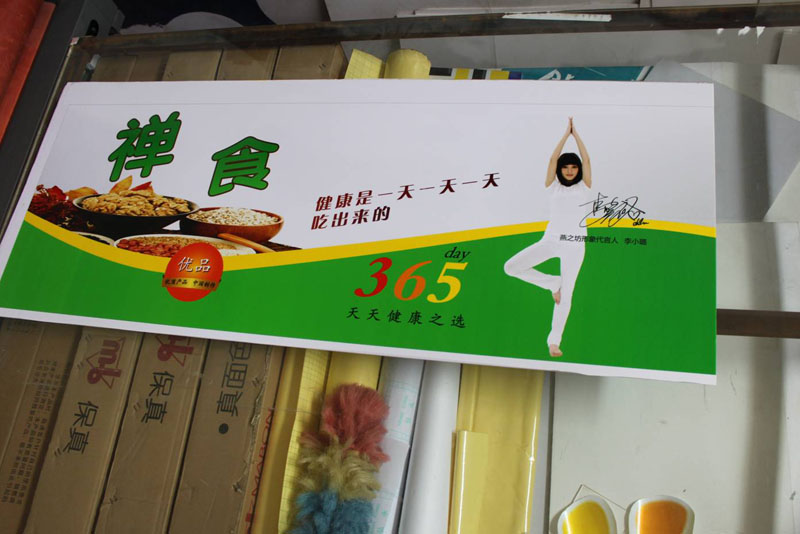 禅食
健康是一天一天一天
吃出来的
燕之坊形象代言人 李小璐
优品
day
365
天天健康之选
保真
保真